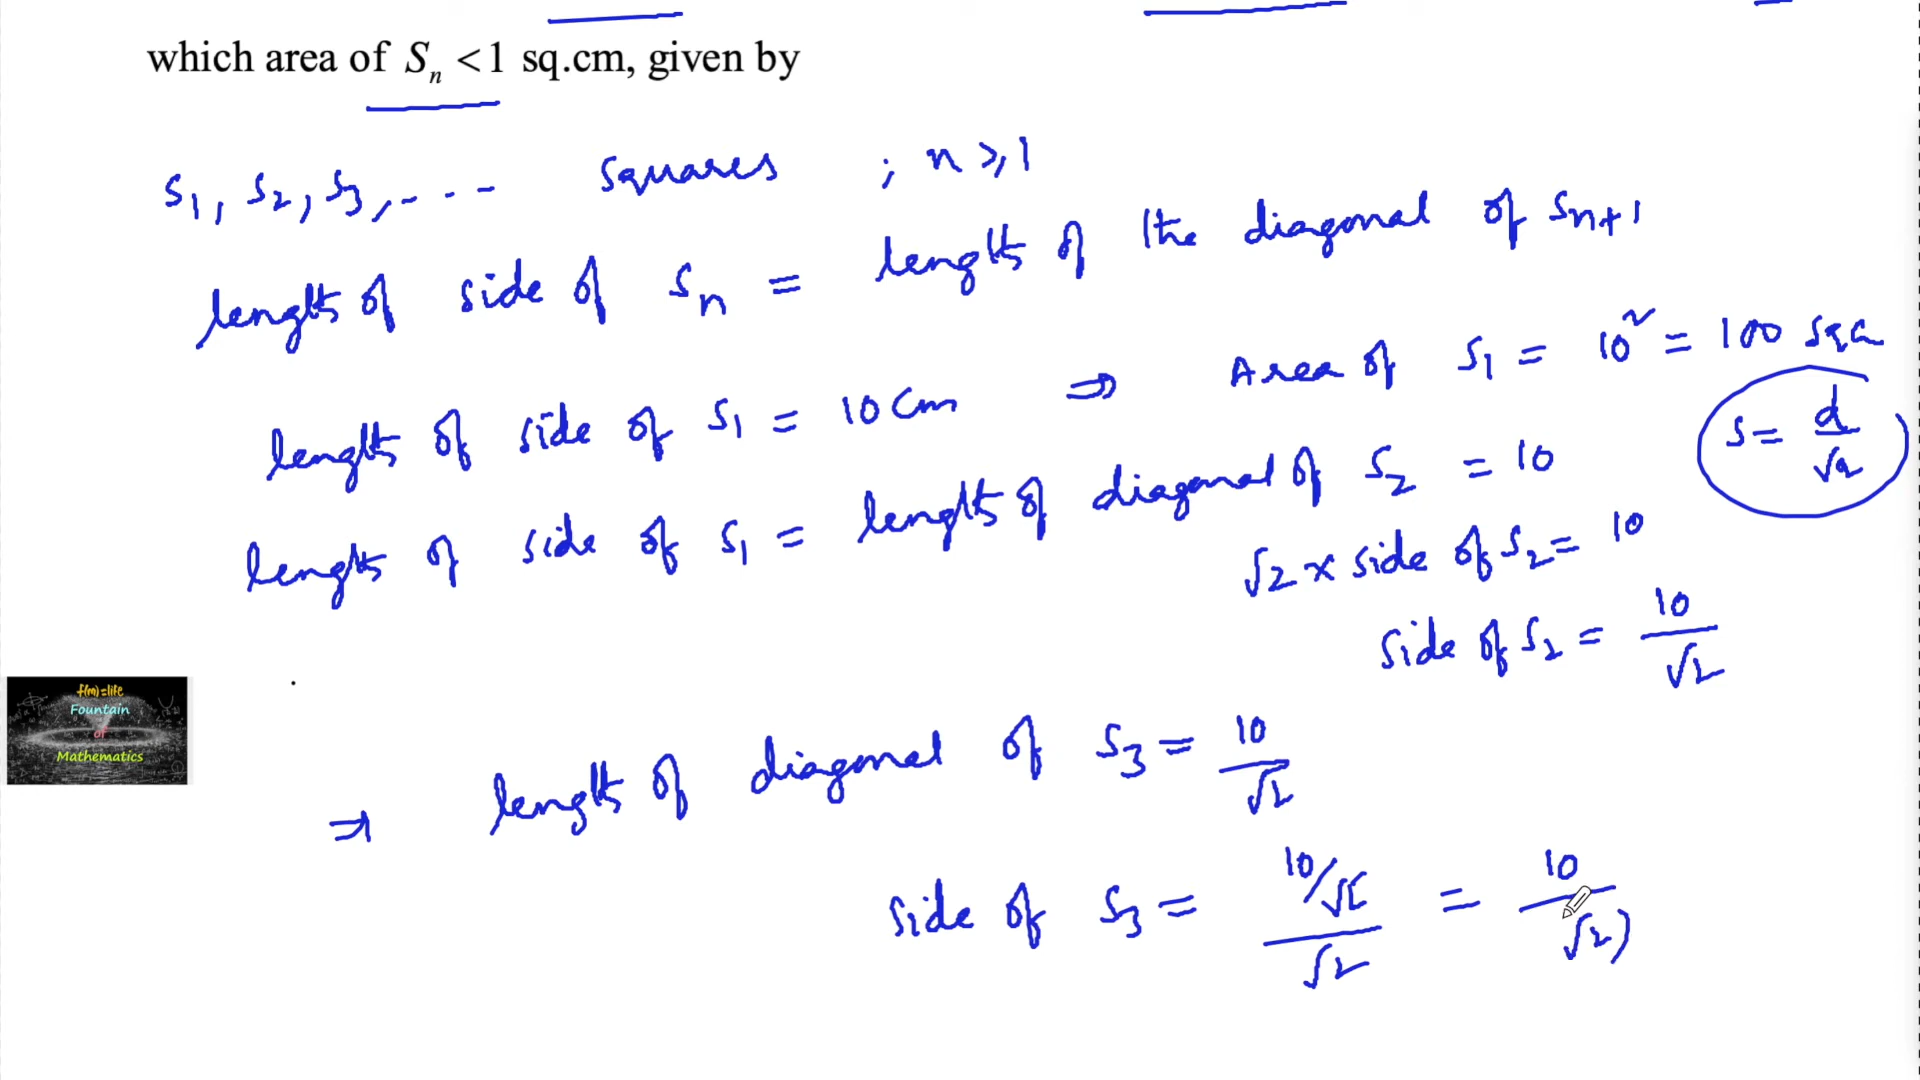 which area of Sₙ < 1 sq.cm, given by
S₁, S₂, S₃, ---- squares ; n ≥ 1
length of side of Sₙ = length of the diagonal of Sₙ₊₁
length of side of S₁ = 10 cm ⇒ Area of S₁ = 10² = 100 sqcm
S = d/√2
length of side of S₁ = length of diagonal of S₂ = 10
√2 × side of S₂ = 10
side of S₂ = 10/√2
f(m)=life
Fountain
of
Mathematics
⇒ length of diagonal of S₃ = 10/√2
side of S₃ = (10/√2)/√2 = 10/√2)